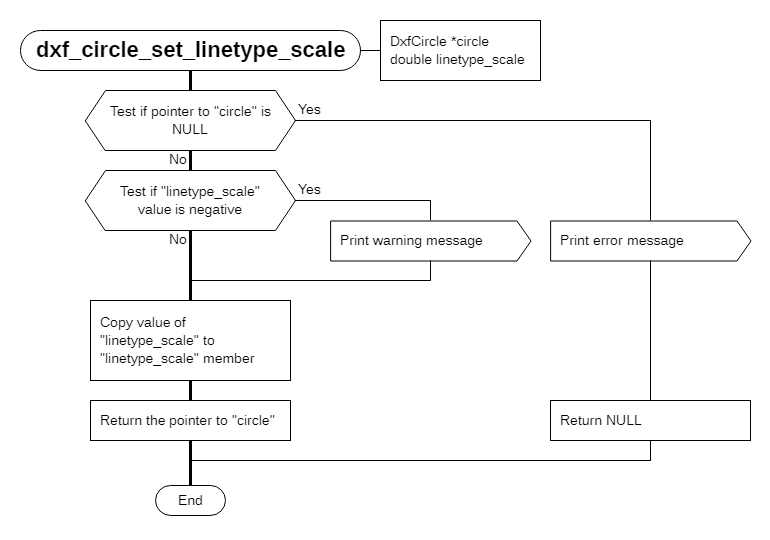 dxf_circle_set_linetype_scale
DxfCircle *circle
double linetype_scale
Test if pointer to "circle" is
NULL
Yes
No
Test if "linetype_scale"
value is negative
Yes
No
Print warning message
Print error message
Copy value of
"linetype_scale" to
"linetype_scale" member
Return the pointer to "circle"
Return NULL
End